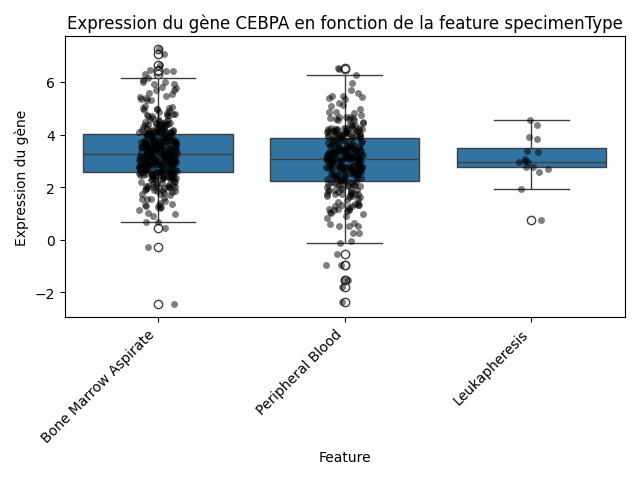 Expression du gène CEBPA en fonction de la feature specimenType
Expression du gène
6
4
2
0
−2
Bone Marrow Aspirate
Peripheral Blood
Leukapheresis
Feature